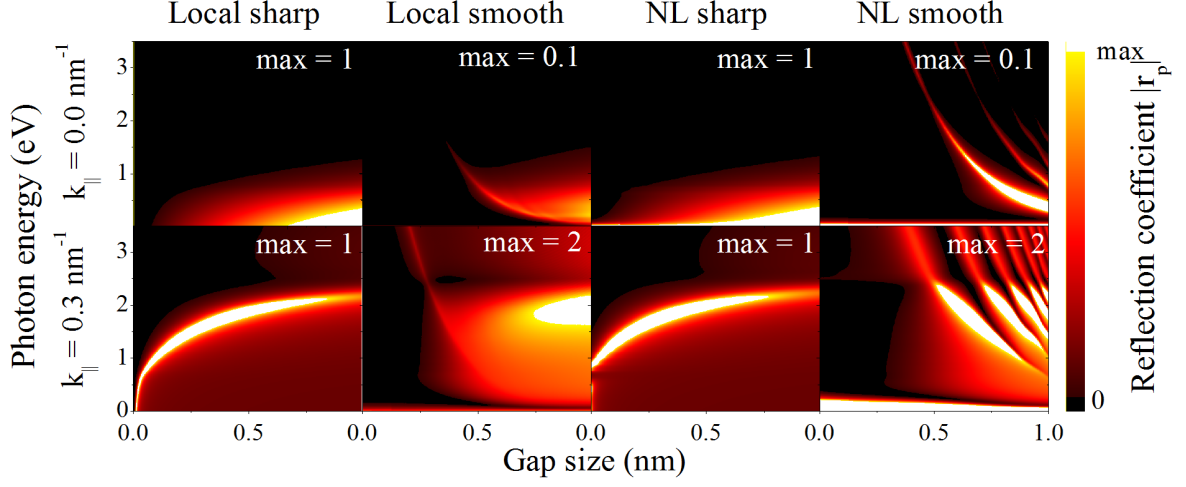 Local sharp Local smooth NL sharp NL smooth
max = 1 max = 0.1 max = 1 max = 0.1
max = 1 max = 2 max = 1 max = 2
Photon energy (eV)
k|| = 0.0 nm⁻¹
k|| = 0.3 nm⁻¹
3
2
1
0
3
2
1
0
0.0 0.5 0.0 0.5 0.0 0.5 0.0 0.5 1.0
Gap size (nm)
max
0
Reflection coefficient |rₚ|